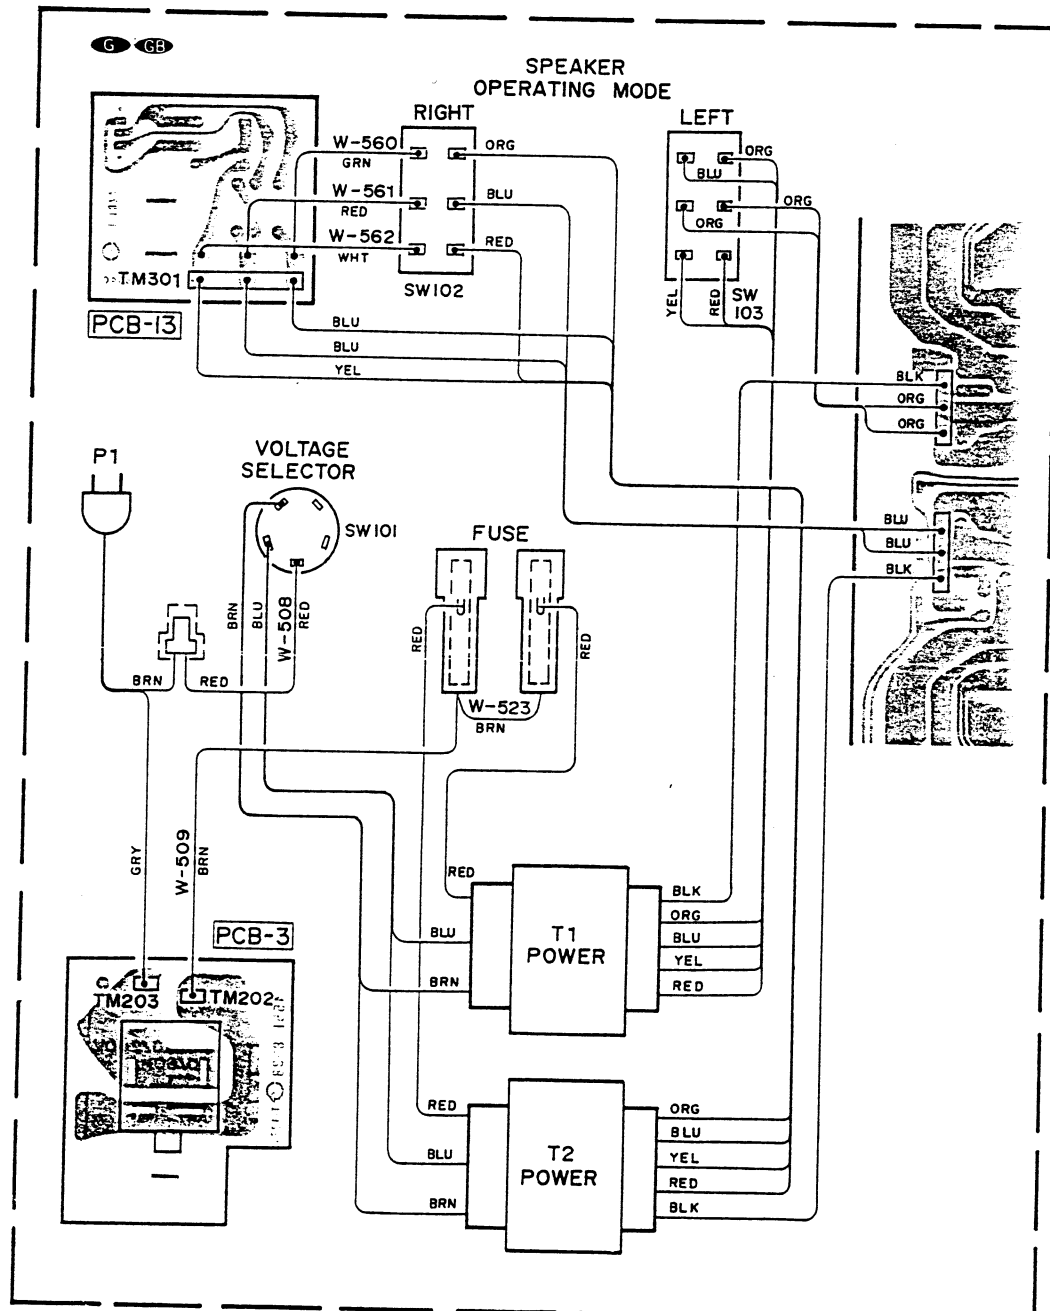 G GB
SPEAKER
OPERATING MODE
RIGHT
LEFT
W-560
GRN
ORG
W-561
RED
BLU
W-562
WHT
RED
TM301
SW102
PCB-13
BLU
BLU
YEL
ORG
BLU
ORG
ORG
YEL
RED
SW
103
BLK
ORG
ORG
BLU
BLU
BLK
P1
VOLTAGE
SELECTOR
SW101
FUSE
BRN
BLU
W-508
RED
RED
RED
BRN
RED
W-523
BRN
GRY
W-509
BRN
PCB-3
TM203
TM202
RED
BLU
BRN
T1
POWER
BLK
ORG
BLU
YEL
RED
RED
BLU
BRN
T2
POWER
ORG
BLU
YEL
RED
BLK